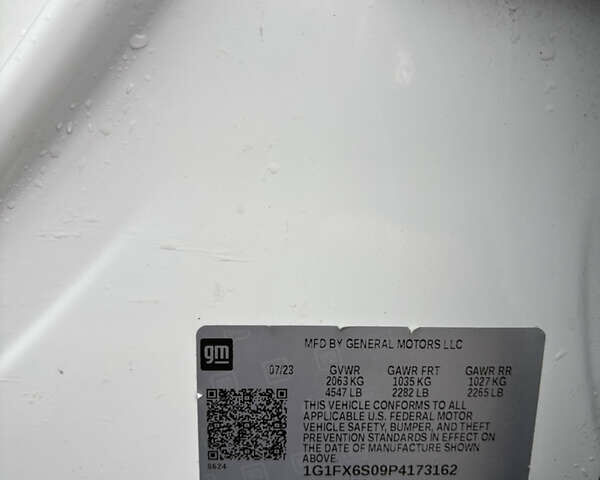 gm
MFD BY GENERAL MOTORS LLC
07/23 GVWR GAWR FRT GAWR RR
2063 KG 1035 KG 1027 KG
4547 LB 2282 LB 2265 LB
THIS VEHICLE CONFORMS TO ALL
APPLICABLE U.S. FEDERAL MOTOR
VEHICLE SAFETY, BUMPER, AND THEFT
PREVENTION STANDARDS IN EFFECT ON
THE DATE OF MANUFACTURE SHOWN
ABOVE.
S624
1G1FX6S09P4173162